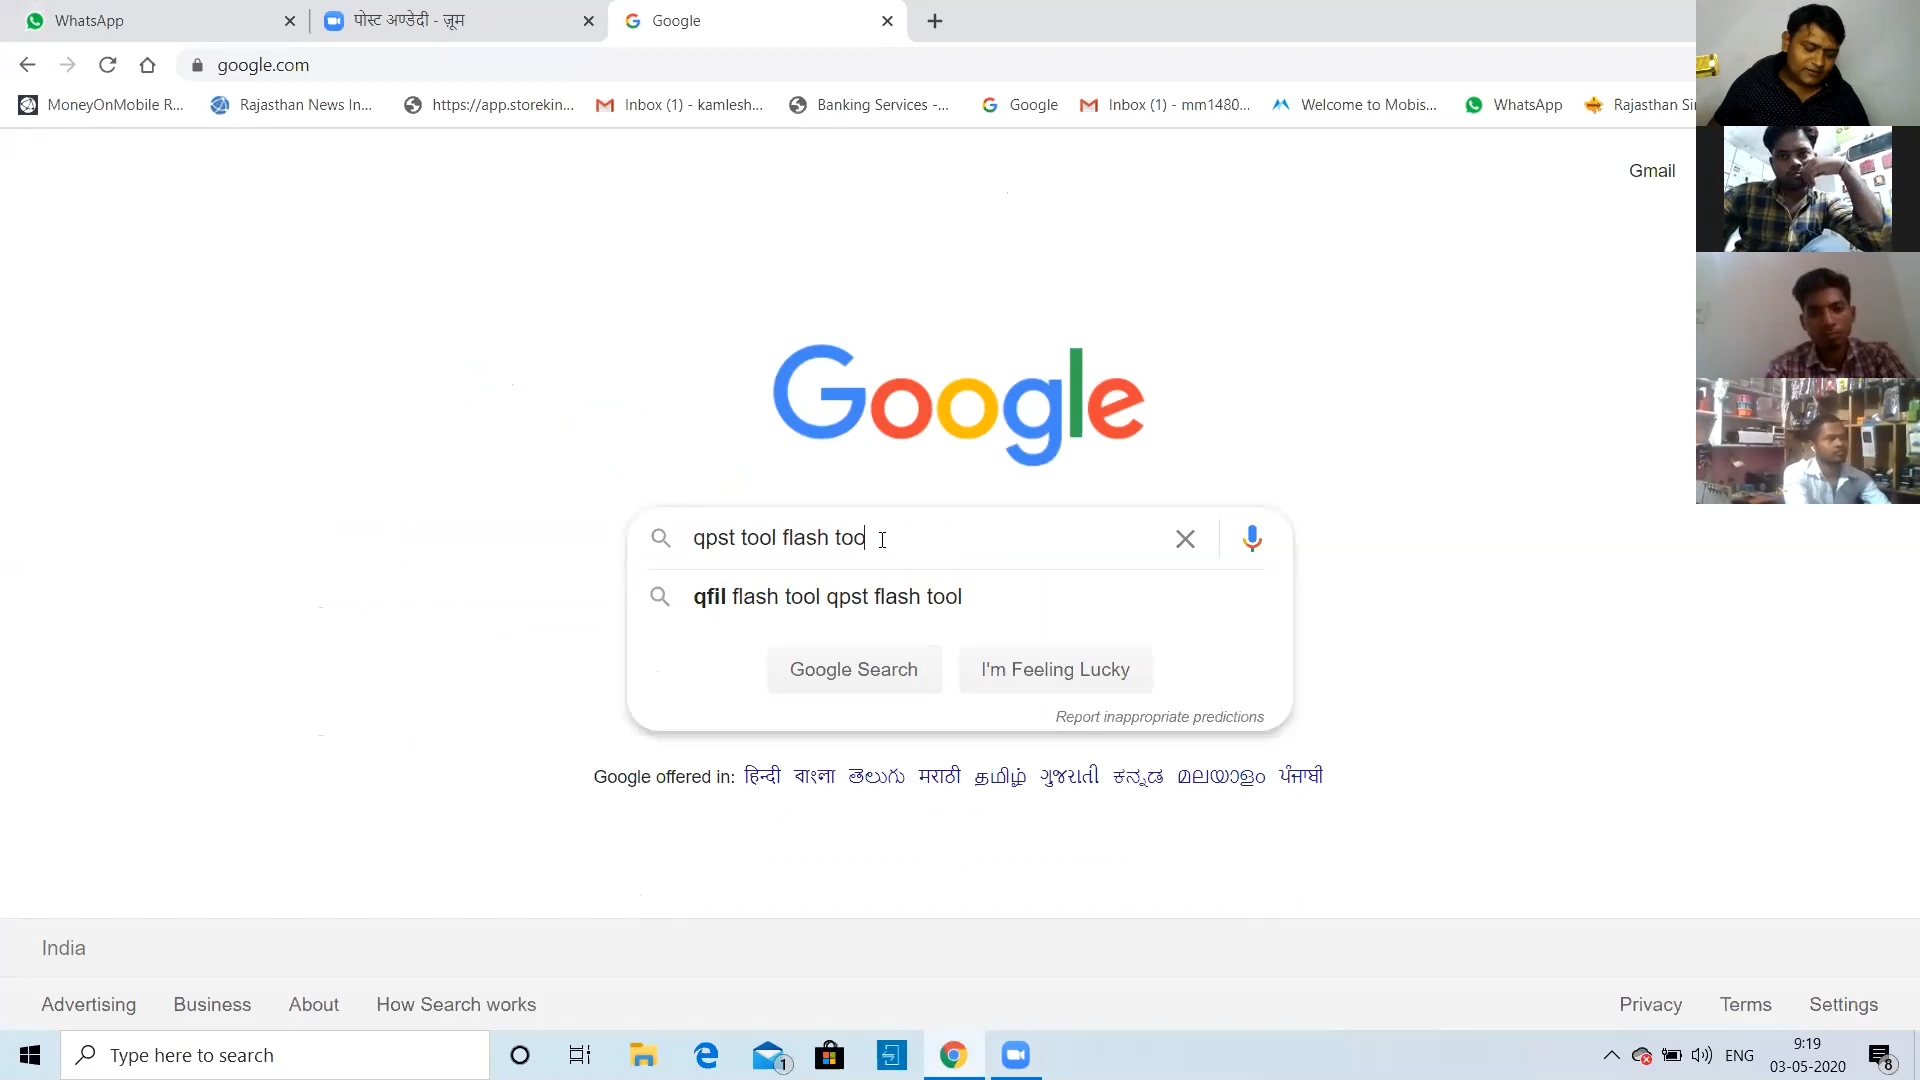 WhatsApp
पोस्ट अण्टेदी - ज़ूम
Google
google.com
MoneyOnMobile R...
Rajasthan News In...
https://app.storekin...
Inbox (1) - kamlesh...
Banking Services -...
Google
Inbox (1) - mm1480...
Welcome to Mobis...
WhatsApp
Rajasthan Si
Gmail
Google
qpst tool flash too
qfil flash tool qpst flash tool
Google Search
I'm Feeling Lucky
Report inappropriate predictions
Google offered in: हिन्दी বাংলা తెలుగు मराठी தமிழ் ગુજરાતી ಕನ್ನಡ മലയാളം ਪੰਜਾਬੀ
India
Advertising Business About How Search works
Privacy Terms Settings
Type here to search
1
ENG
9:19
03-05-2020
8